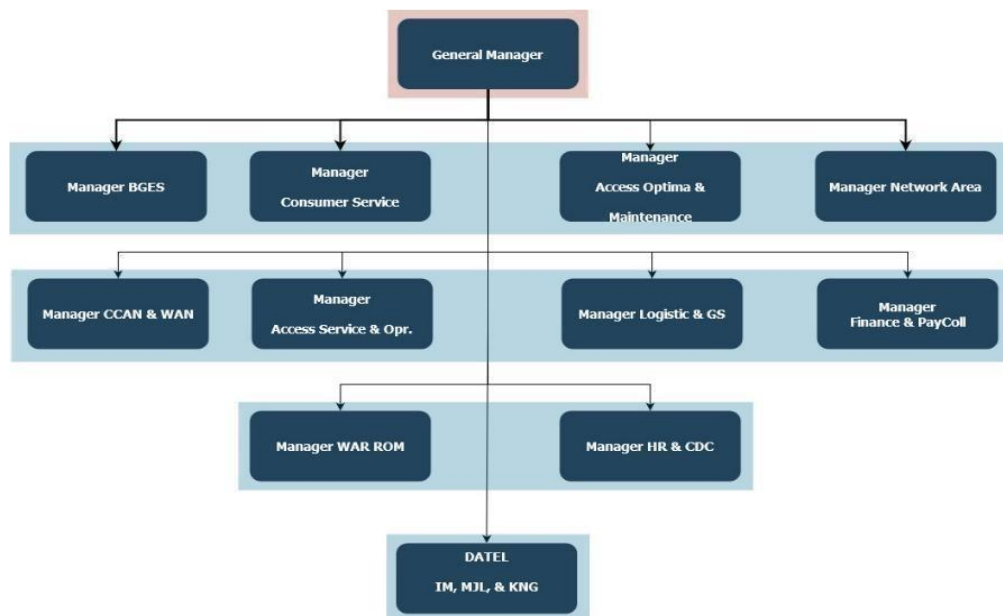 General Manager
Manager BGES
Manager
Consumer Service
Manager
Access Optima &
Maintenance
Manager Network Area
Manager CCAN & WAN
Manager
Access Service & Opr.
Manager Logistic & GS
Manager
Finance & PayColl
Manager WAR ROM
Manager HR & CDC
DATEL
IM, MJL, & KNG